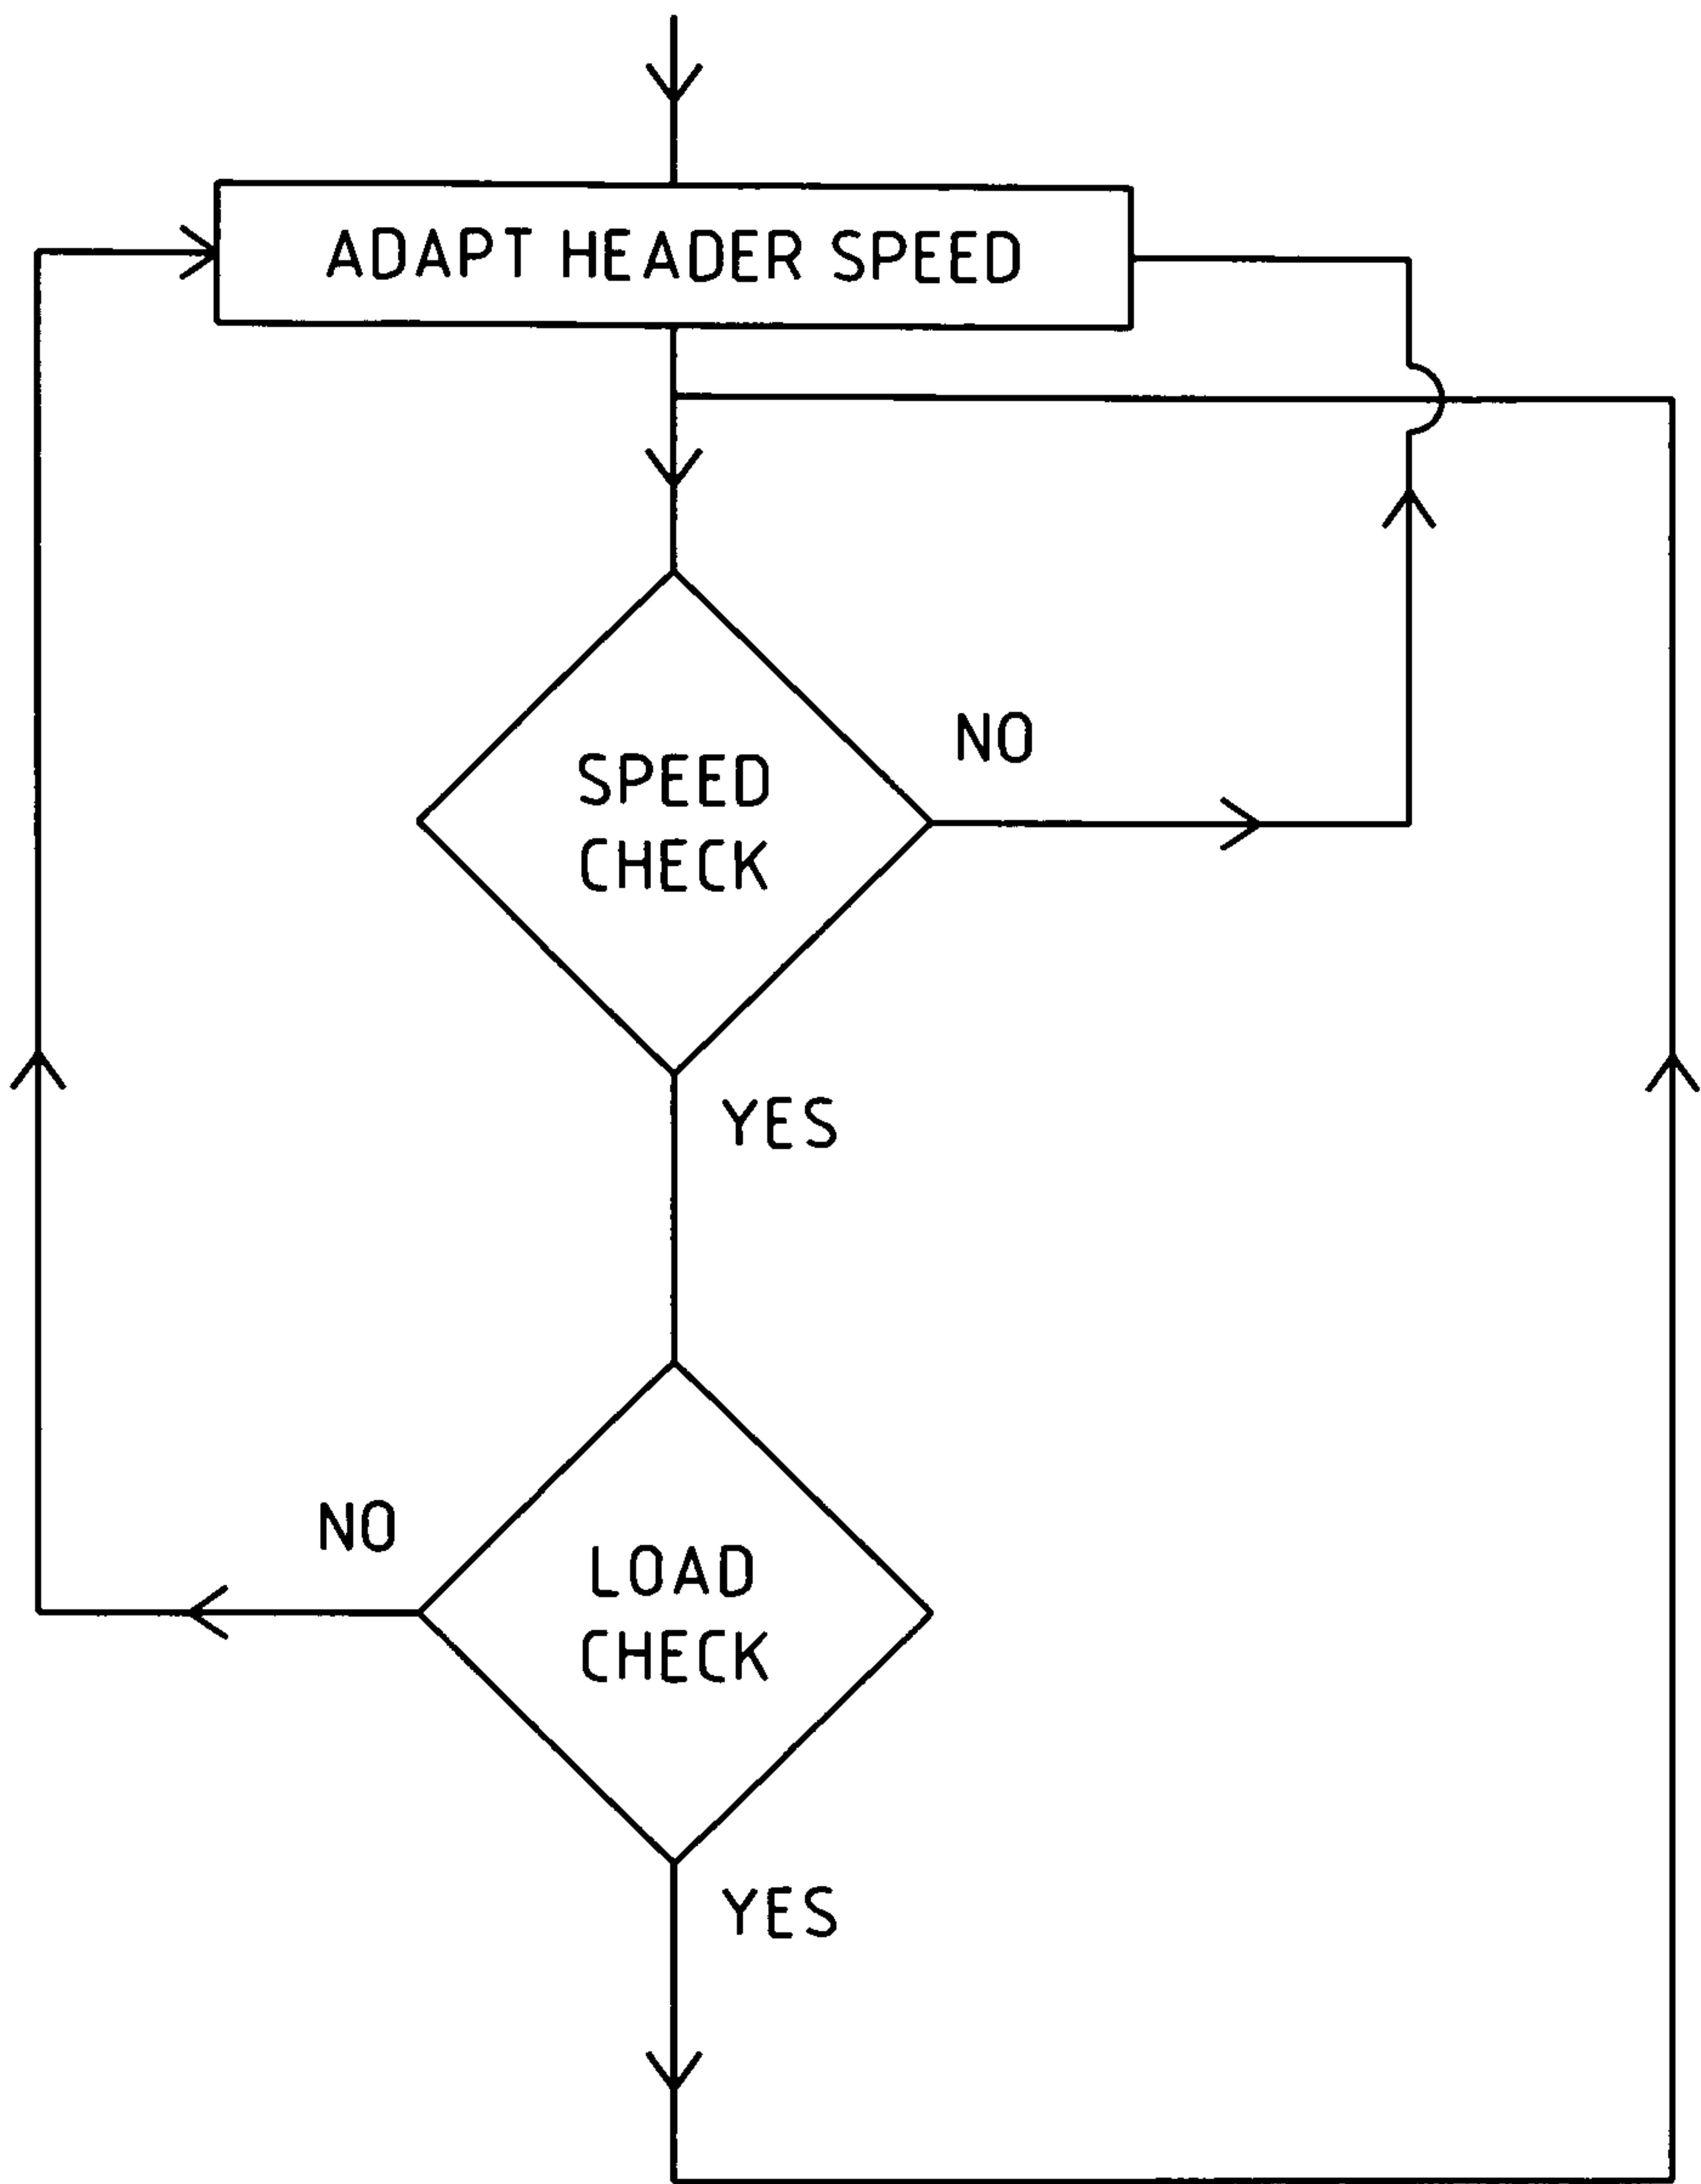 ADAPT HEADER SPEED
NO
SPEED
CHECK
YES
NO
LOAD
CHECK
YES